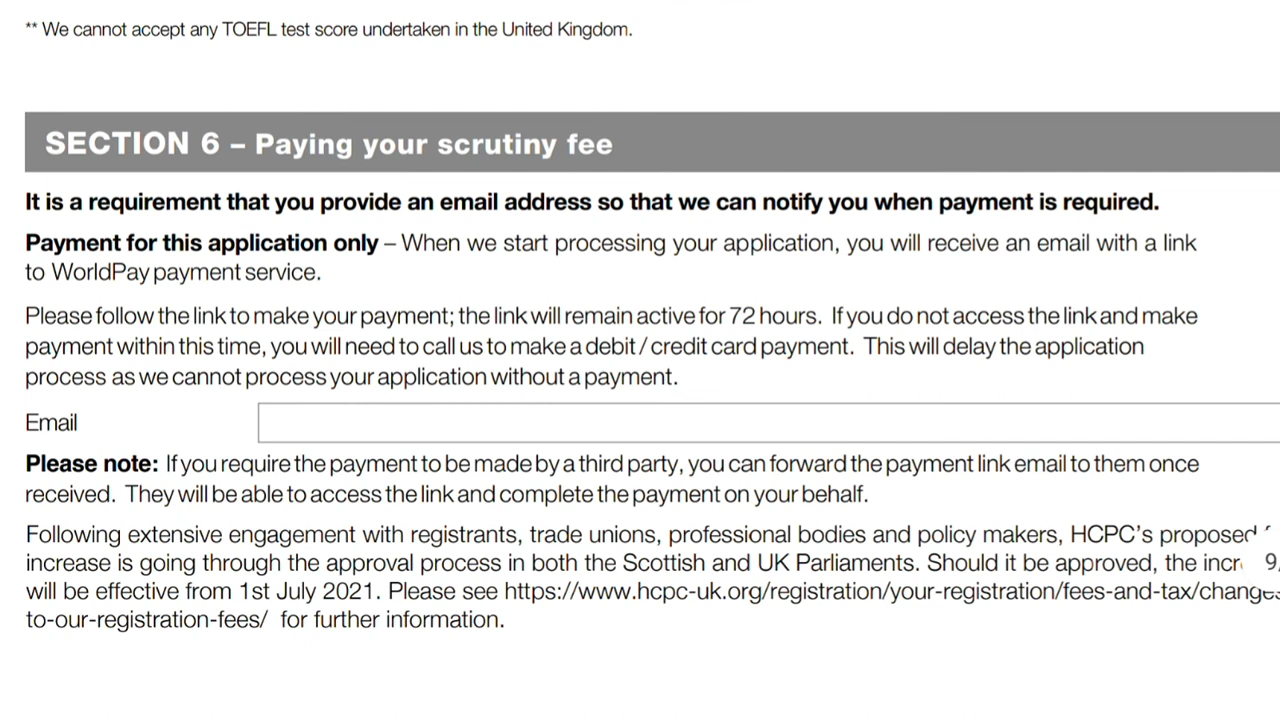 ** We cannot accept any TOEFL test score undertaken in the United Kingdom.
SECTION 6 – Paying your scrutiny fee
It is a requirement that you provide an email address so that we can notify you when payment is required.
Payment for this application only – When we start processing your application, you will receive an email with a link
to WorldPay payment service.
Please follow the link to make your payment; the link will remain active for 72 hours. If you do not access the link and make
payment within this time, you will need to call us to make a debit / credit card payment. This will delay the application
process as we cannot process your application without a payment.
Email
Please note: If you require the payment to be made by a third party, you can forward the payment link email to them once
received. They will be able to access the link and complete the payment on your behalf.
Following extensive engagement with registrants, trade unions, professional bodies and policy makers, HCPC's proposed
increase is going through the approval process in both the Scottish and UK Parliaments. Should it be approved, the
will be effective from 1st July 2021. Please see https://www.hcpc-uk.org/registration/your-registration/fees-and-tax/changes
to-our-registration-fees/ for further information.